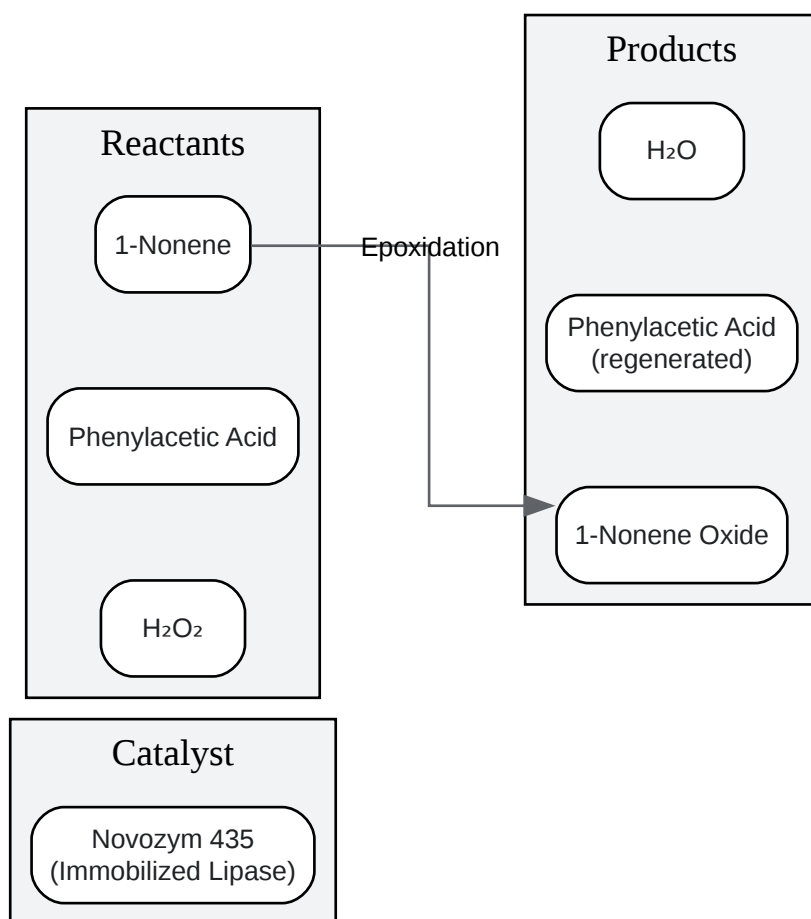 Reactants
1-Nonene
Phenylacetic Acid
H₂O₂
Catalyst
Novozym 435
(Immobilized Lipase)
Epoxidation
Products
H₂O
Phenylacetic Acid
(regenerated)
1-Nonene Oxide